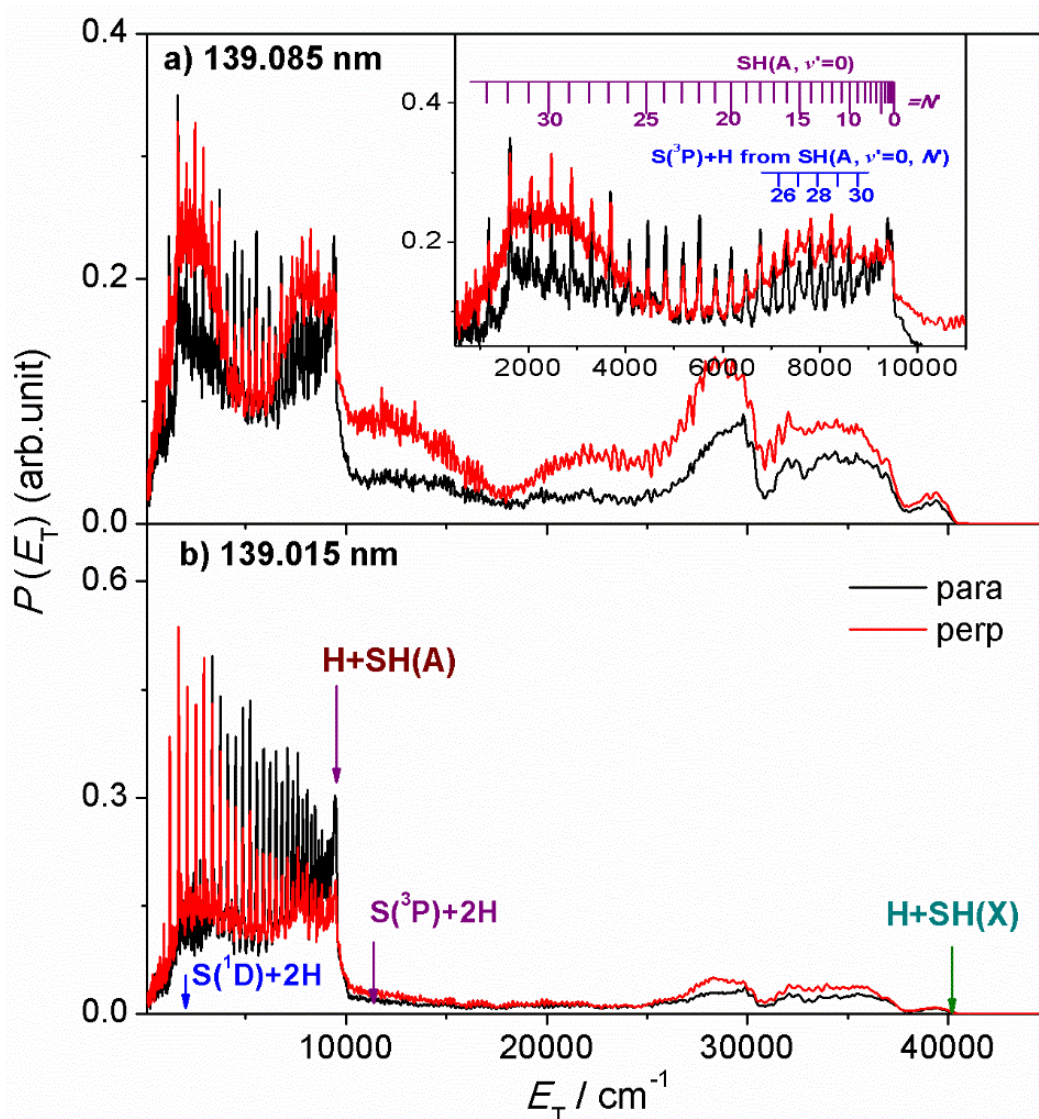 a) 139.085 nm
SH(A, ν'=0)
=N'
30 25 20 15 10 0
S(³P)+H from SH(A, ν'=0, N')
26 28 30
0.4
0.2
2000 4000 6000 8000 10000
0.4
0.2
0.0
P(E_T) (arb.unit)
b) 139.015 nm
para
perp
H+SH(A)
S(³P)+2H
H+SH(X)
S(¹D)+2H
0.6
0.3
0.0
10000 20000 30000 40000
E_T / cm⁻¹